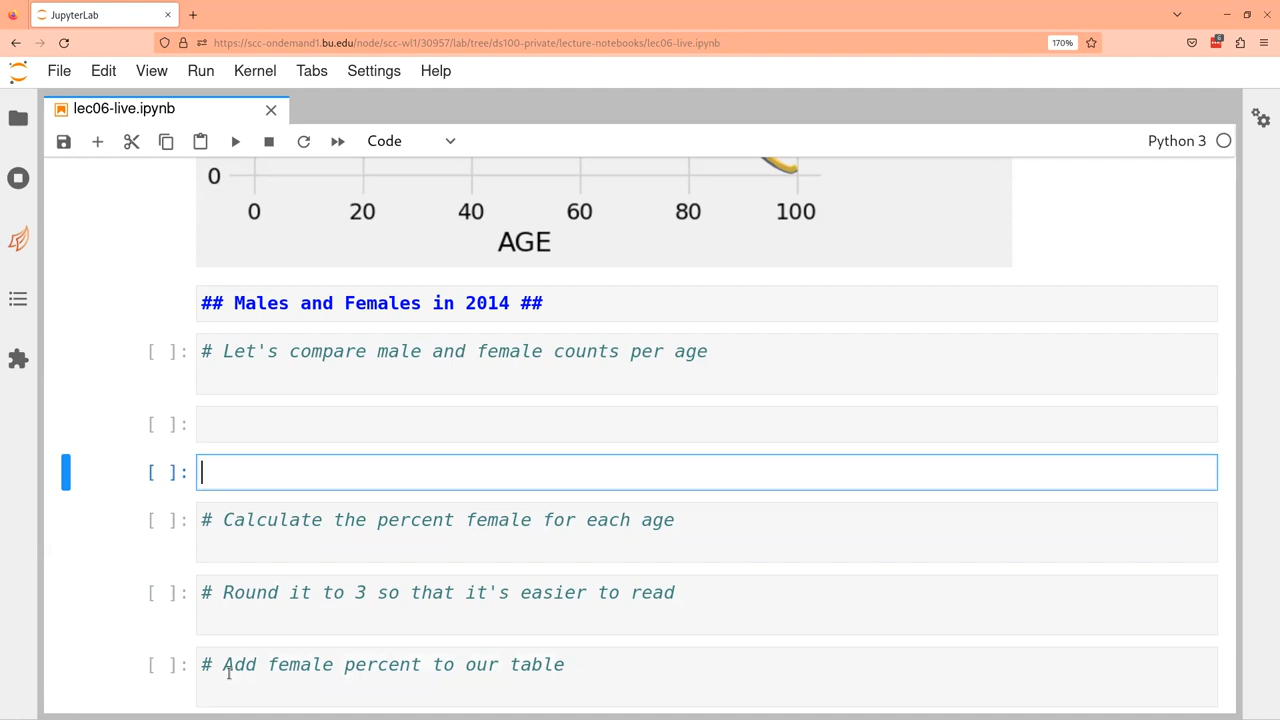 JupyterLab
https://scc-ondemand1.bu.edu/node/scc-wl1/30957/lab/tree/ds100-private/lecture-notebooks/lec06-live.ipynb
170%
6
File Edit View Run Kernel Tabs Settings Help
lec06-live.ipynb
Code
Python 3
0
0 20 40 60 80 100
AGE
## Males and Females in 2014 ##
[ ]: # Let's compare male and female counts per age
[ ]:
[ ]:
[ ]: # Calculate the percent female for each age
[ ]: # Round it to 3 so that it's easier to read
[ ]: # Add female percent to our table